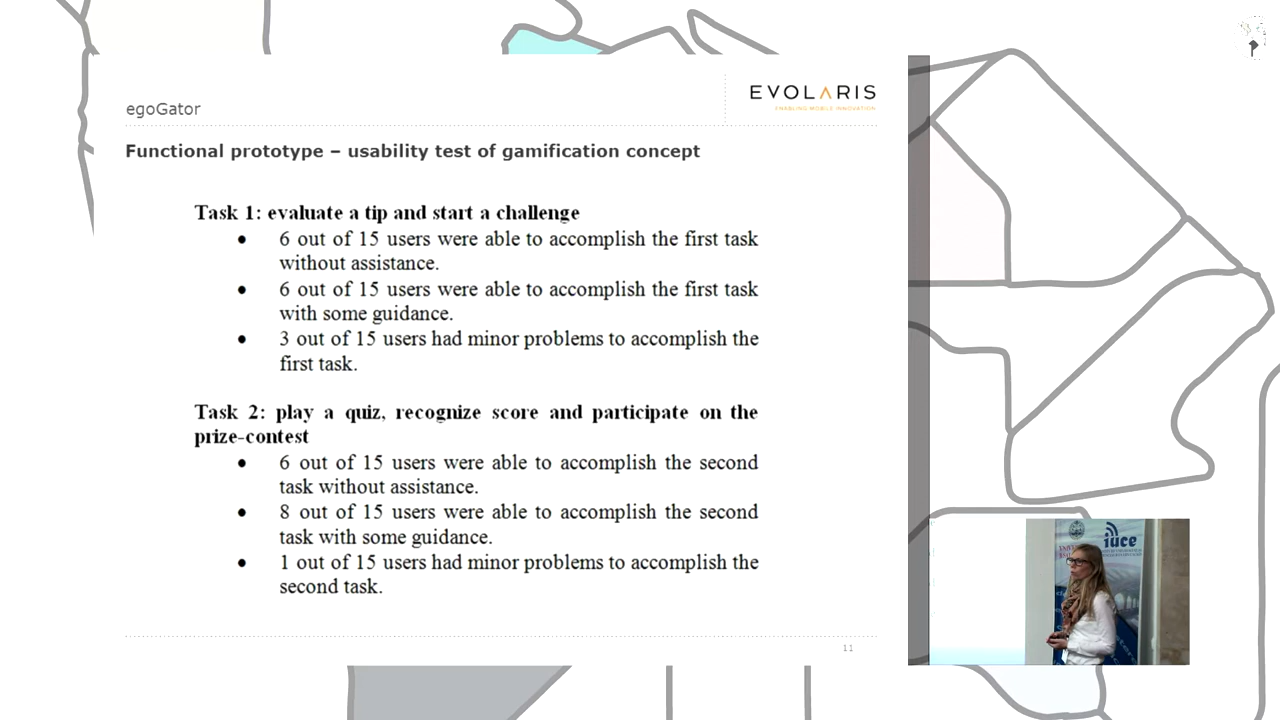 egoGator
EVOLARIS
ENABLING MOBILE INNOVATION
Functional prototype – usability test of gamification concept
Task 1: evaluate a tip and start a challenge
• 6 out of 15 users were able to accomplish the first task
without assistance.
• 6 out of 15 users were able to accomplish the first task
with some guidance.
• 3 out of 15 users had minor problems to accomplish the
first task.
Task 2: play a quiz, recognize score and participate on the
prize-contest
• 6 out of 15 users were able to accomplish the second
task without assistance.
• 8 out of 15 users were able to accomplish the second
task with some guidance.
• 1 out of 15 users had minor problems to accomplish the
second task.
11
iuce